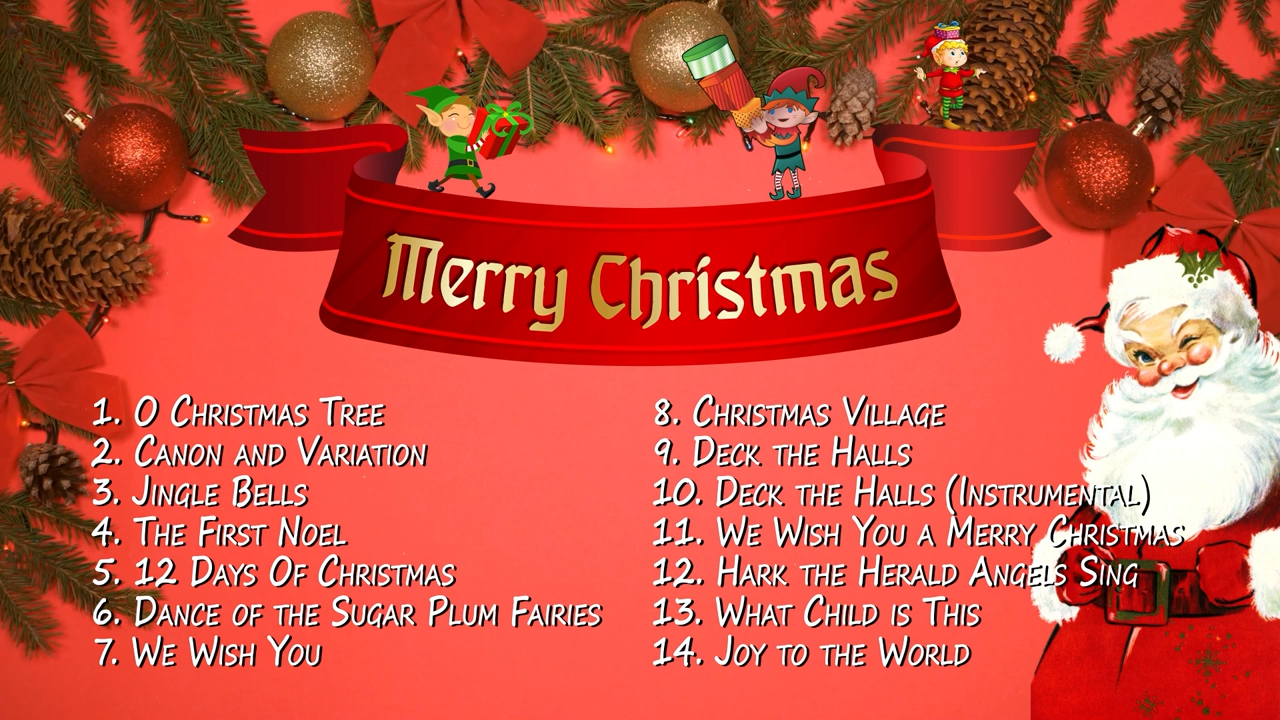 Merry Christmas
1. O Christmas Tree
2. Canon and Variation
3. Jingle Bells
4. The First Noel
5. 12 Days Of Christmas
6. Dance of the Sugar Plum Fairies
7. We Wish You
8. Christmas Village
9. Deck the Halls
10. Deck the Halls (Instrumental)
11. We Wish You a Merry Christmas
12. Hark the Herald Angels Sing
13. What Child is This
14. Joy to the World